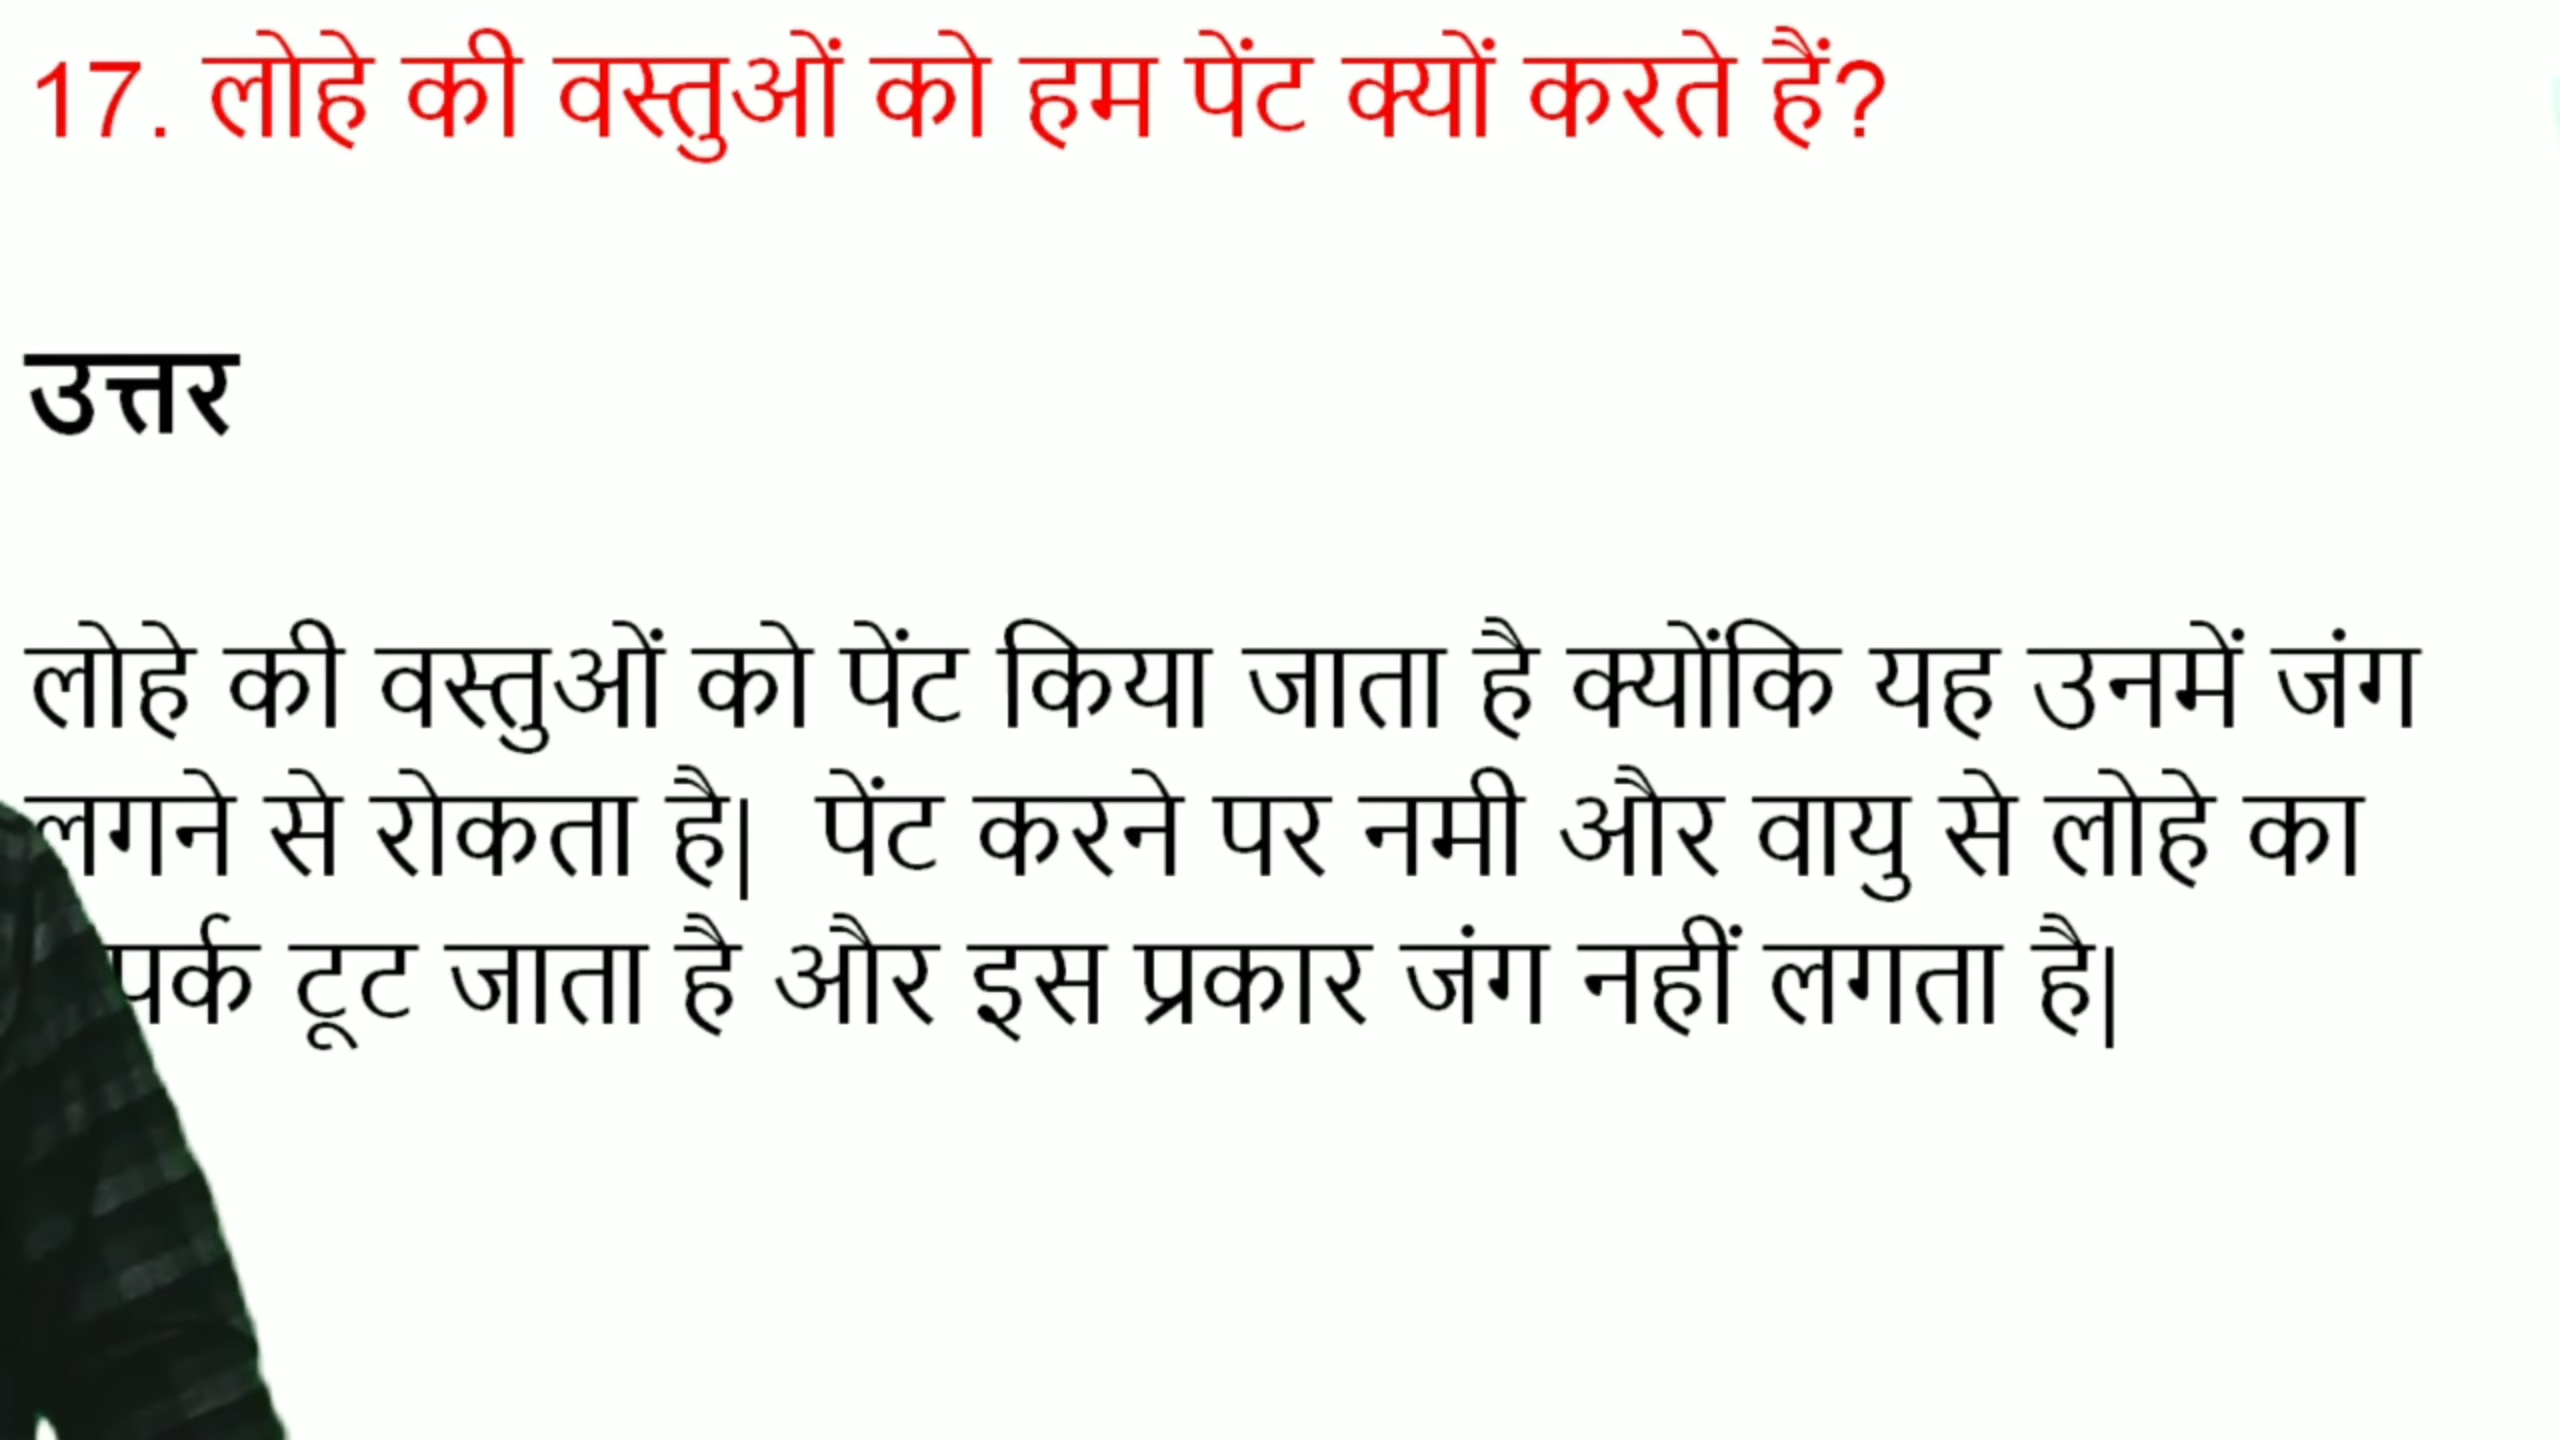 17. लोहे की वस्तुओं को हम पेंट क्यों करते हैं?
उत्तर
लोहे की वस्तुओं को पेंट किया जाता है क्योंकि यह उनमें जंग
लगने से रोकता है| पेंट करने पर नमी और वायु से लोहे का
टूट जाता है और इस प्रकार जंग नहीं लगता है|